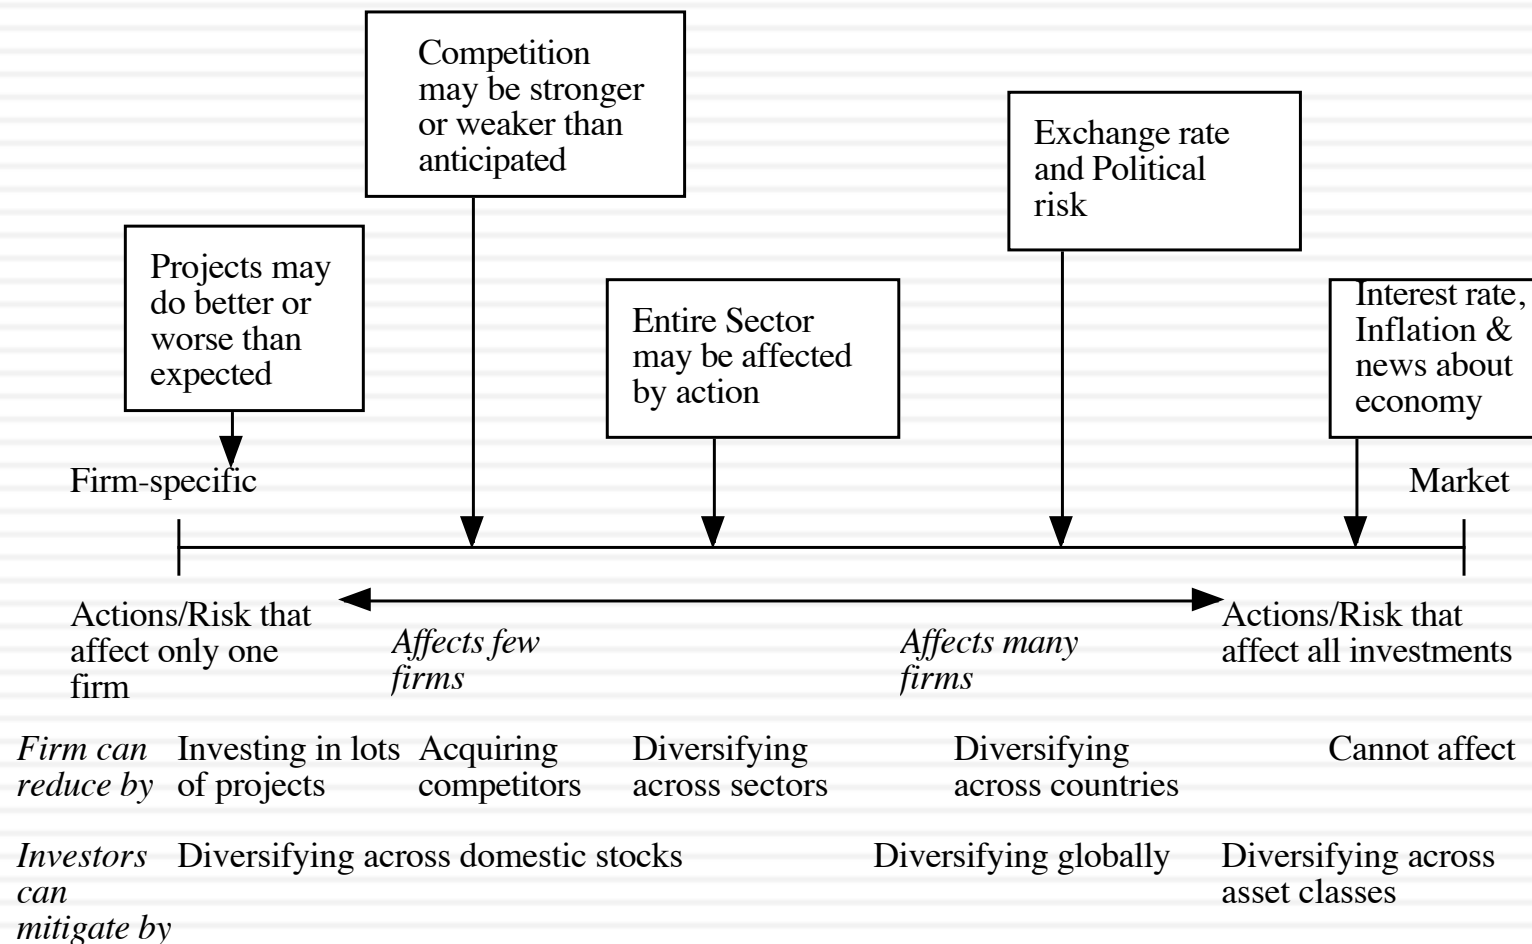 Competition
may be stronger
or weaker than
anticipated
Exchange rate
and Political
risk
Projects may
do better or
worse than
expected
Entire Sector
may be affected
by action
Interest rate,
Inflation &
news about
economy
Firm-specific
Market
Actions/Risk that
affect only one
firm
Affects few
firms
Affects many
firms
Actions/Risk that
affect all investments
Firm can
reduce by
Investing in lots
of projects
Acquiring
competitors
Diversifying
across sectors
Diversifying
across countries
Cannot affect
Investors
can
mitigate by
Diversifying across domestic stocks
Diversifying globally
Diversifying across
asset classes